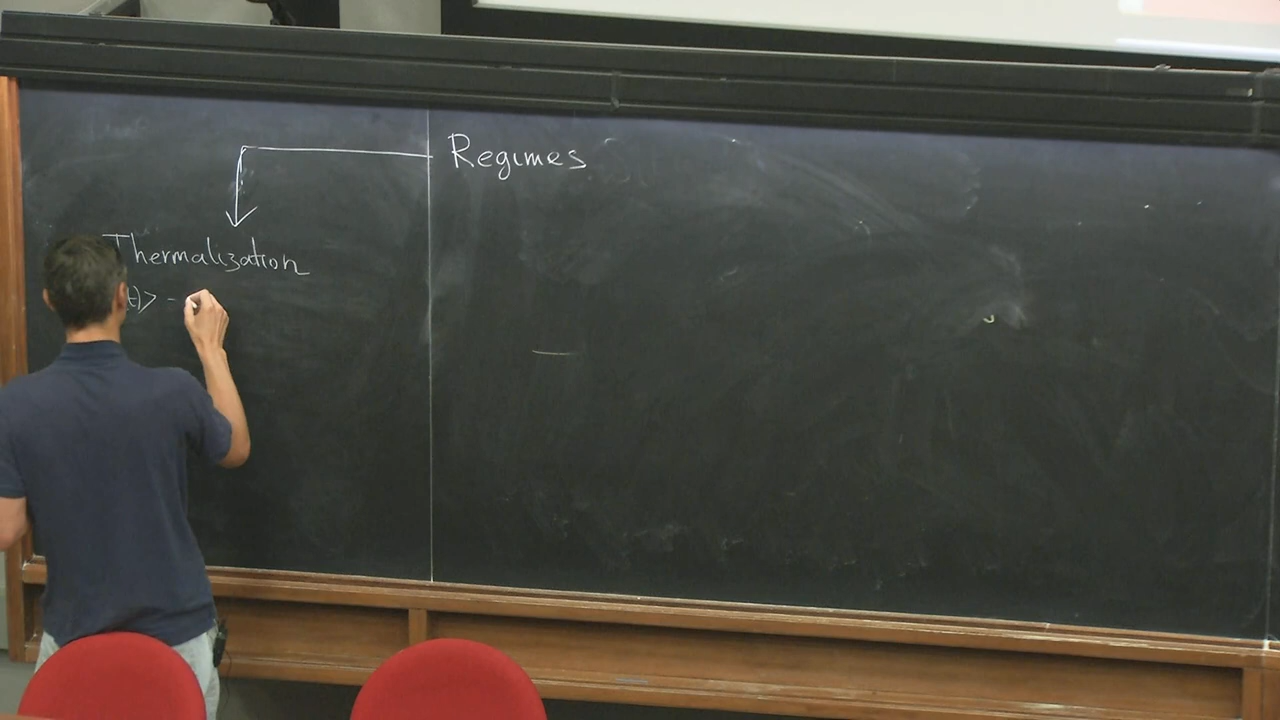 Regimes
Thermalization
t)> -